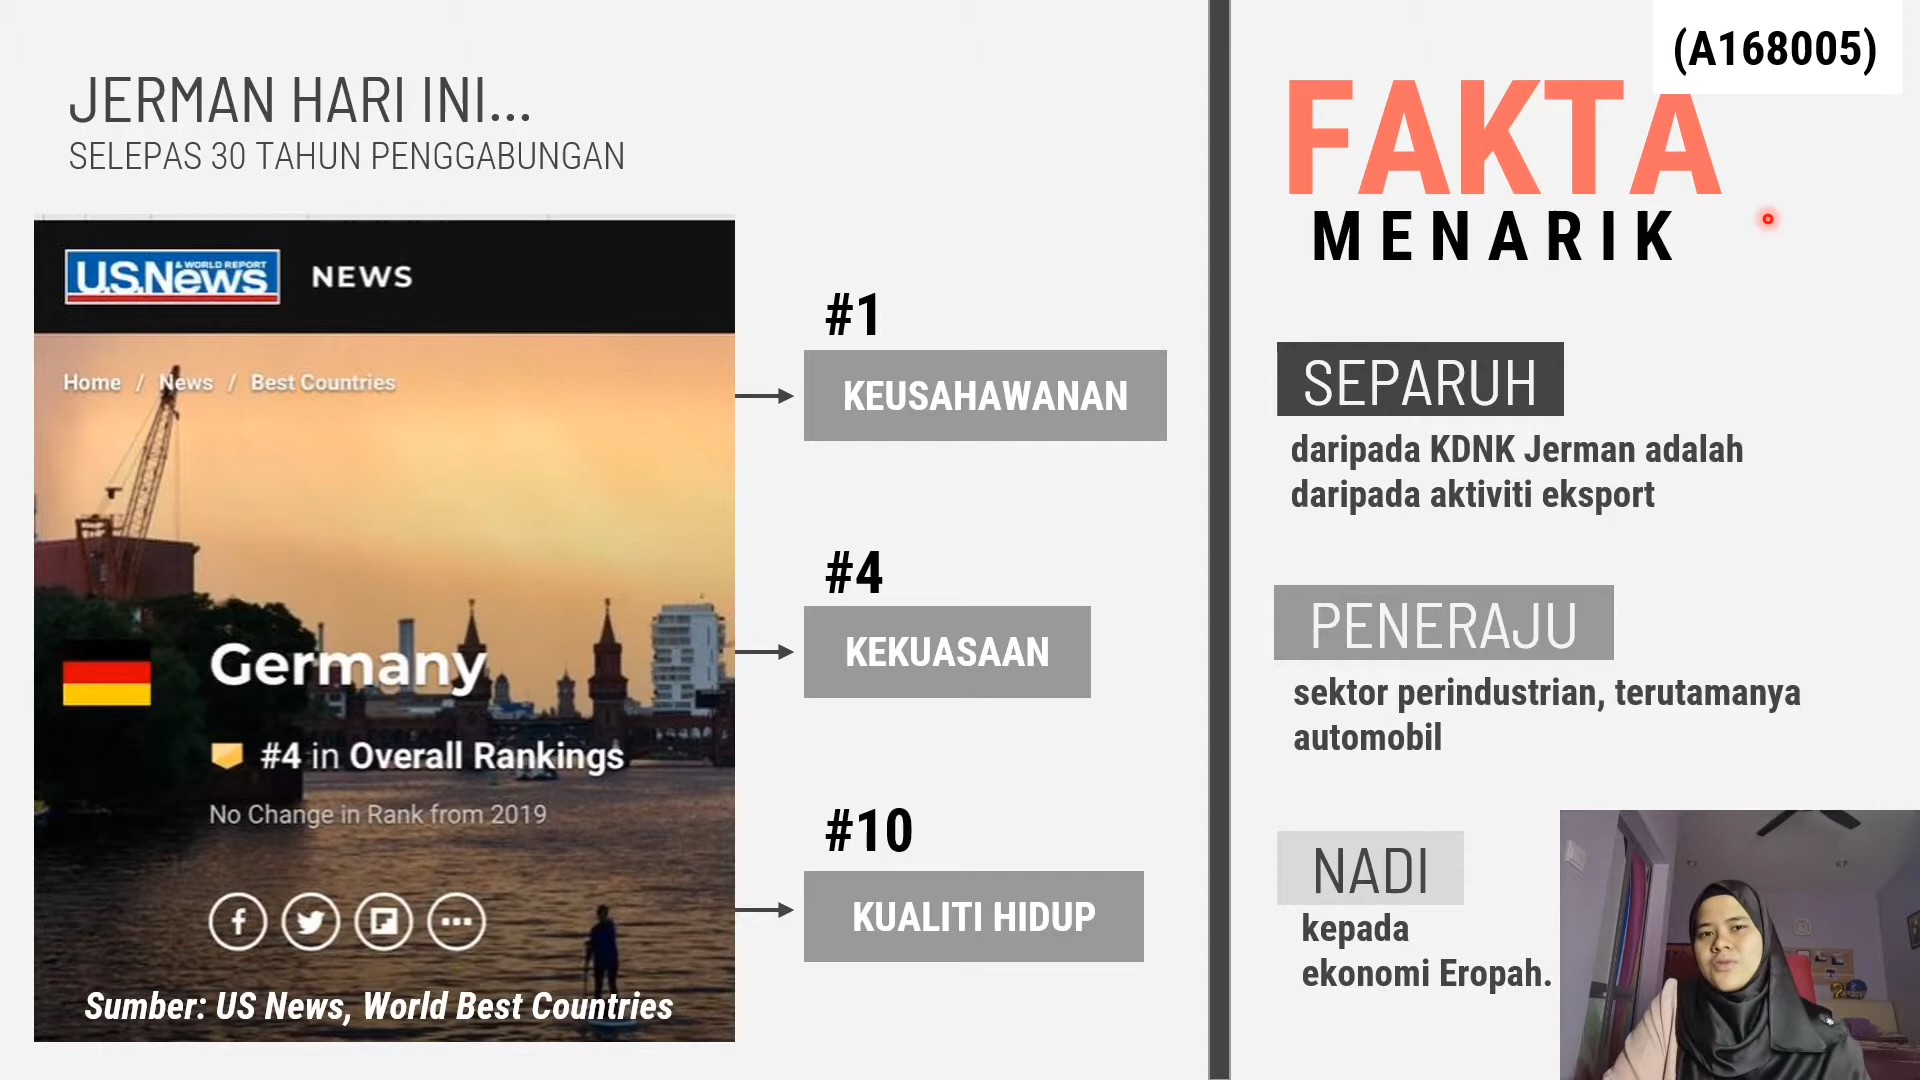 JERMAN HARI INI...
SELEPAS 30 TAHUN PENGGABUNGAN
U.S.News
& WORLD REPORT
NEWS
Home / News / Best Countries
Germany
#4 in Overall Rankings
No Change in Rank from 2019
Sumber: US News, World Best Countries
#1
KEUSAHAWANAN
#4
KEKUASAAN
#10
KUALITI HIDUP
(A168005)
FAKTA
MENARIK
SEPARUH
daripada KDNK Jerman adalah
daripada aktiviti eksport
PENERAJU
sektor perindustrian, terutamanya
automobil
NADI
kepada
ekonomi Eropah.